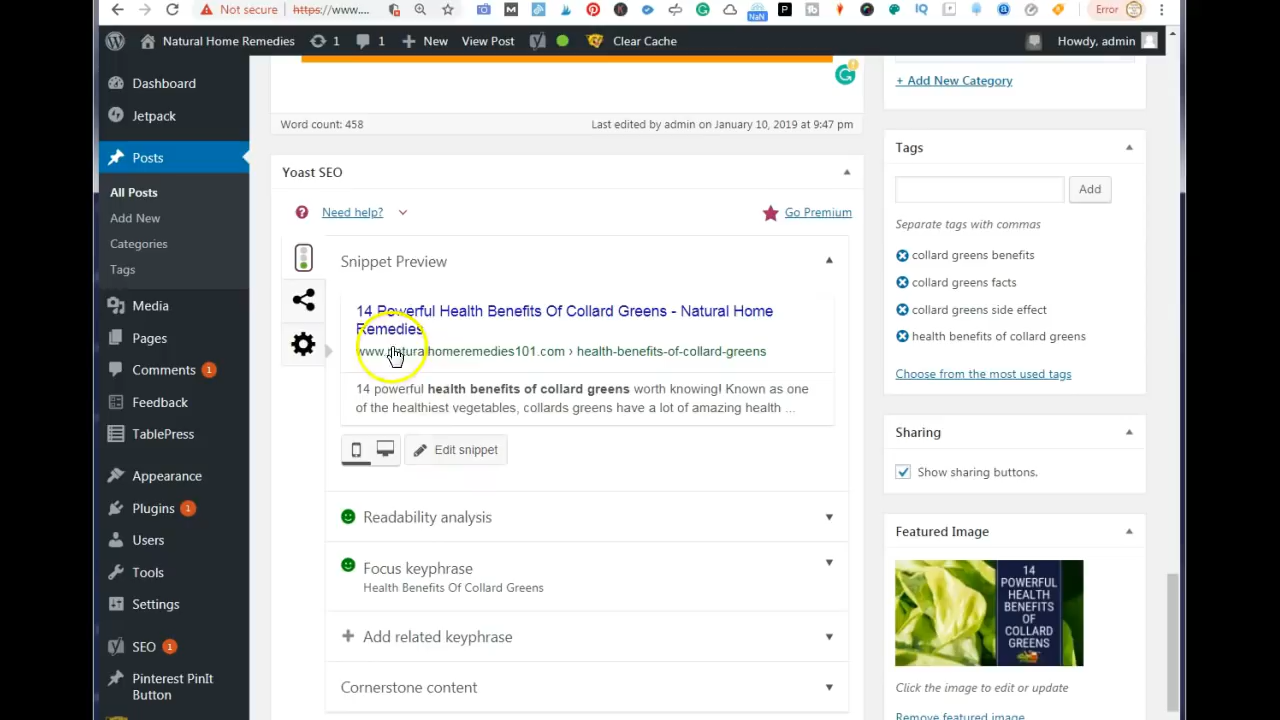 Not secure https://www.... Error
Natural Home Remedies 1 1 New View Post Clear Cache Howdy, admin
Dashboard
Jetpack
Posts
All Posts
Add New
Categories
Tags
Media
Pages
Comments 1
Feedback
TablePress
Appearance
Plugins 1
Users
Tools
Settings
SEO 1
Pinterest PinIt
Button
Word count: 458 Last edited by admin on January 10, 2019 at 9:47 pm
Yoast SEO
Need help? Go Premium
Snippet Preview
14 Powerful Health Benefits Of Collard Greens - Natural Home
Remedies
www.naturalhomeremedies101.com › health-benefits-of-collard-greens
14 powerful health benefits of collard greens worth knowing! Known as one
of the healthiest vegetables, collards greens have a lot of amazing health ...
Edit snippet
Readability analysis
Focus keyphrase
Health Benefits Of Collard Greens
Add related keyphrase
Cornerstone content
+ Add New Category
Tags
Add
Separate tags with commas
collard greens benefits
collard greens facts
collard greens side effect
health benefits of collard greens
Choose from the most used tags
Sharing
Show sharing buttons.
Featured Image
14
POWERFUL
HEALTH
BENEFITS
OF
COLLARD
GREENS
Click the image to edit or update
Remove featured image